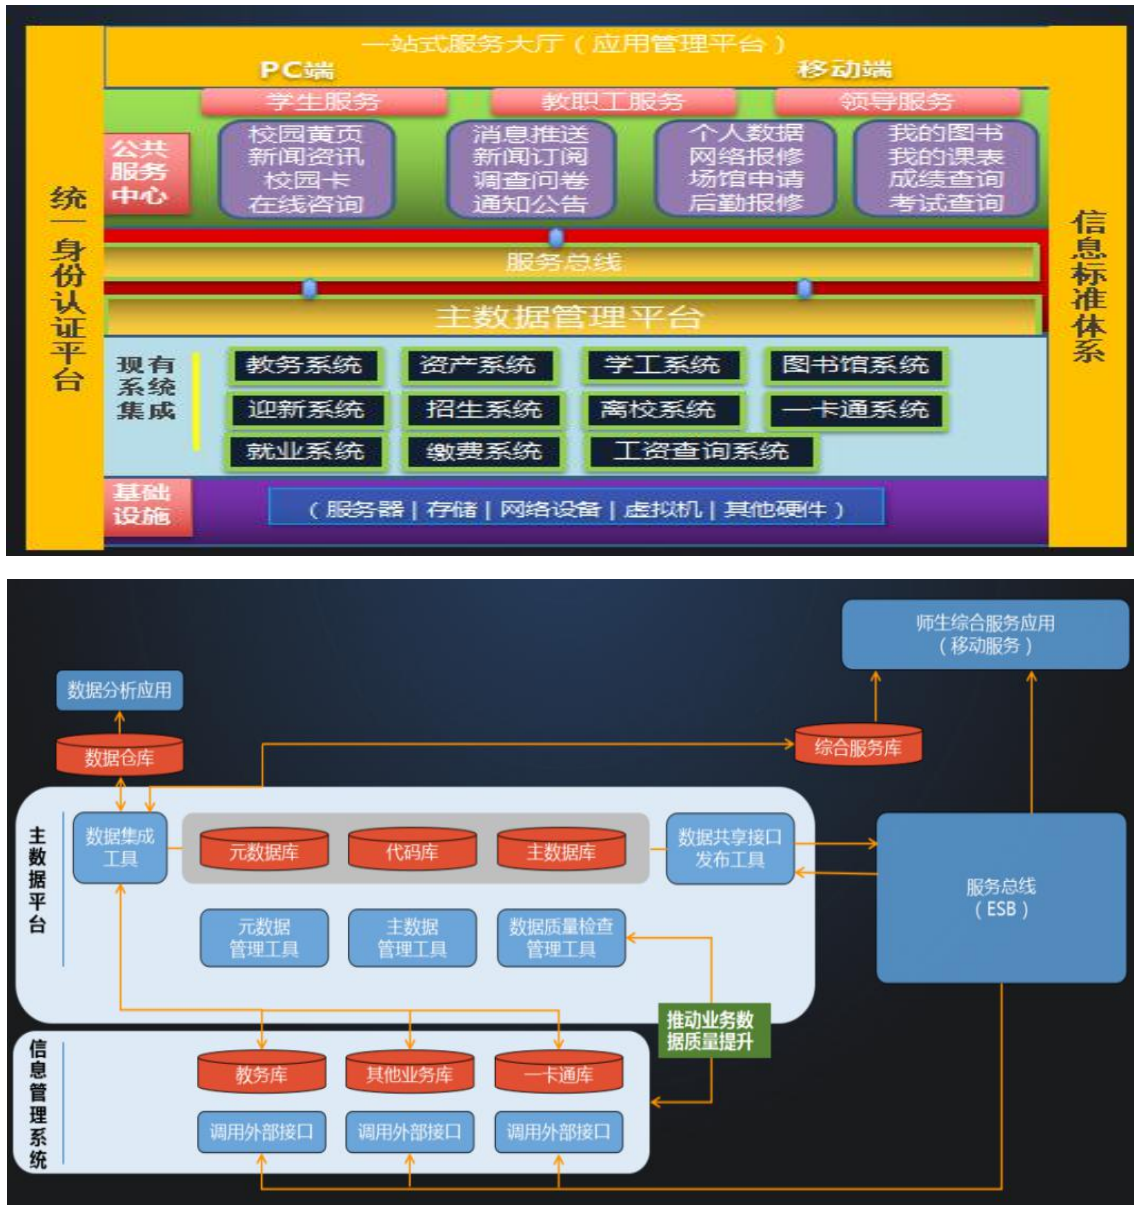 一站式服务大厅（应用管理平台）
PC端
移动端
学生服务
教职工服务
领导服务
公共
服务
中心
校园黄页
新闻资讯
校园卡
在线咨询
消息推送
新闻订阅
调查问卷
通知公告
个人数据
网络报修
场馆申请
后勤报修
我的图书
我的课表
成绩查询
考试查询
统一身份认证平台
信息标准体系
服务总线
主数据管理平台
现有
系统
集成
教务系统
资产系统
学工系统
图书馆系统
迎新系统
招生系统
离校系统
一卡通系统
就业系统
缴费系统
工资查询系统
基础
设施
（服务器|存储|网络设备|虚拟机|其他硬件）
师生综合服务应用
（移动服务）
数据分析应用
数据仓库
综合服务库
主数据平台
数据集成
工具
元数据库
代码库
主数据库
数据共享接口
发布工具
服务总线
（ESB）
元数据
管理工具
主数据
管理工具
数据质量检查
管理工具
推动业务数
据质量提升
信息管理系统
教务库
其他业务库
一卡通库
调用外部接口
调用外部接口
调用外部接口